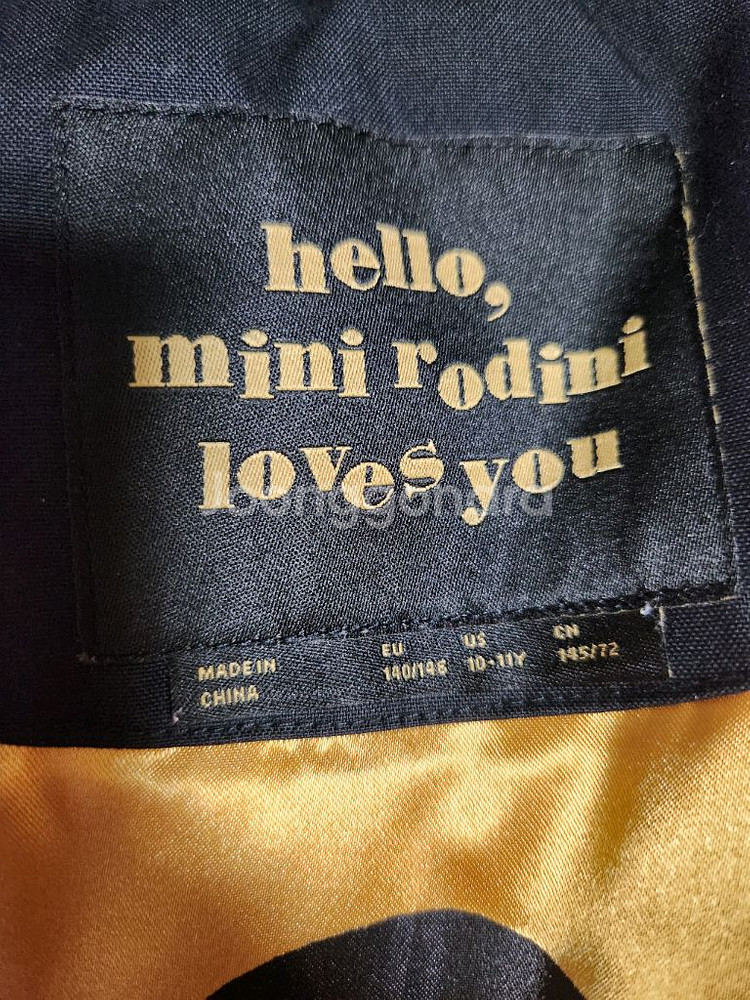 hello,
mini rodini
loves you
MADE IN
CHINA
EU
140/146
US
10-11Y
CN
145/72